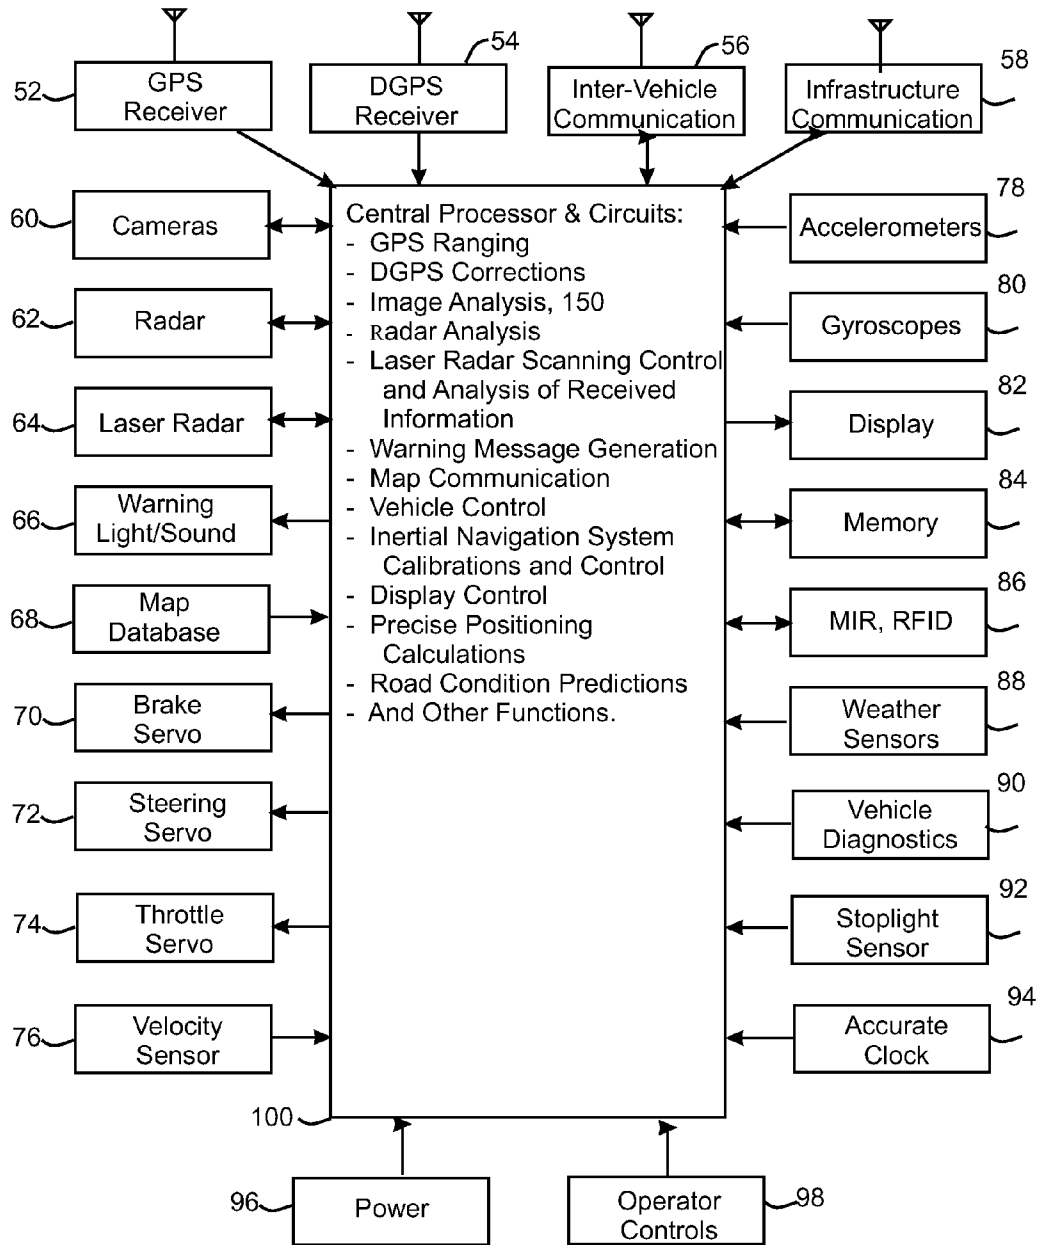 52
GPS
Receiver
DGPS
Receiver
54
Inter-Vehicle
Communication
56
Infrastructure
Communication
58
60
Cameras
62
Radar
64
Laser Radar
66
Warning
Light/Sound
68
Map
Database
70
Brake
Servo
72
Steering
Servo
74
Throttle
Servo
76
Velocity
Sensor
Central Processor & Circuits:
- GPS Ranging
- DGPS Corrections
- Image Analysis, 150
- Radar Analysis
- Laser Radar Scanning Control
and Analysis of Received
Information
- Warning Message Generation
- Map Communication
- Vehicle Control
- Inertial Navigation System
Calibrations and Control
- Display Control
- Precise Positioning
Calculations
- Road Condition Predictions
- And Other Functions.
100
78
Accelerometers
80
Gyroscopes
82
Display
84
Memory
86
MIR, RFID
88
Weather
Sensors
90
Vehicle
Diagnostics
92
Stoplight
Sensor
94
Accurate
Clock
96
Power
Operator
Controls
98